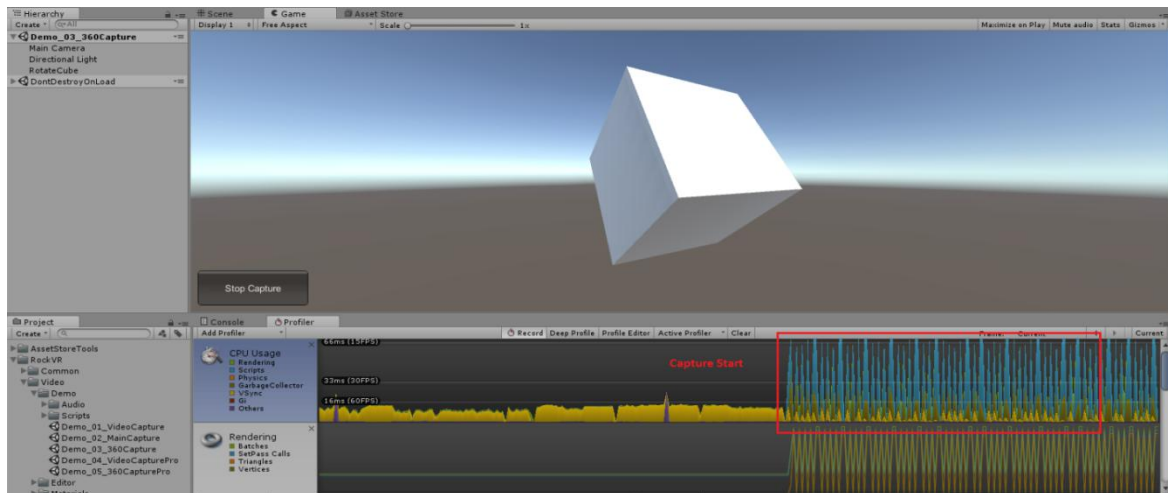 Hierarchy
Create
All
Demo_03_360Capture
Main Camera
Directional Light
RotateCube
DontDestroyOnLoad
Scene
Game
Asset Store
Display 1
Free Aspect
Scale
1x
Maximize on Play
Mute audio
Stats
Gizmos
Stop Capture
Project
Create
AssetStoreTools
RockVR
Common
Video
Demo
Audio
Scripts
Demo_01_VideoCapture
Demo_02_MainCapture
Demo_03_360Capture
Demo_04_VideoCapturePro
Demo_05_360CapturePro
Editor
Console
Profiler
Add Profiler
Record
Deep Profile
Profile Editor
Active Profiler
Clear
Frame:
Current
Current
CPU Usage
Rendering
Scripts
Physics
GarbageCollector
VSync
Gi
Others
66ms (15FPS)
33ms (30FPS)
16ms (60FPS)
Capture Start
Rendering
Batches
SetPass Calls
Triangles
Vertices